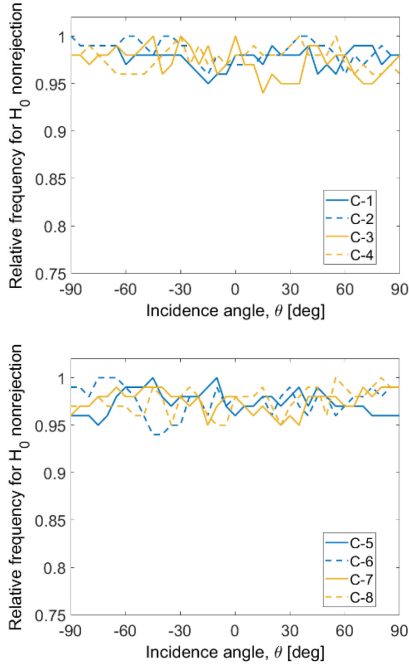 Relative frequency for H0 nonrejection
1
0.95
0.9
0.85
0.8
0.75
C-1
C-2
C-3
C-4
-90 -60 -30 0 30 60 90
Incidence angle, θ [deg]
Relative frequency for H0 nonrejection
1
0.95
0.9
0.85
0.8
0.75
C-5
C-6
C-7
C-8
-90 -60 -30 0 30 60 90
Incidence angle, θ [deg]